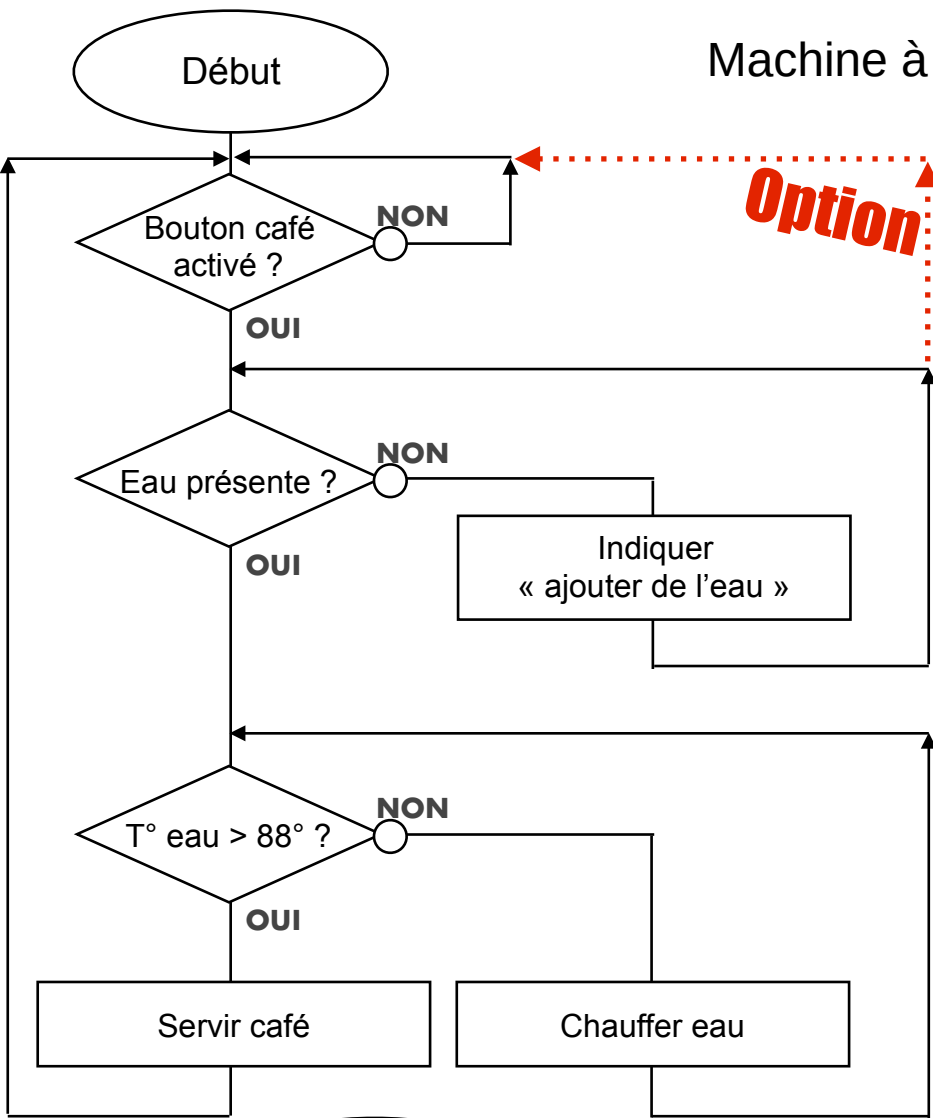 Début
Machine à
Option
Bouton café
activé ?
NON
OUI
Eau présente ?
NON
OUI
Indiquer
« ajouter de l’eau »
T° eau > 88° ?
NON
OUI
Servir café
Chauffer eau